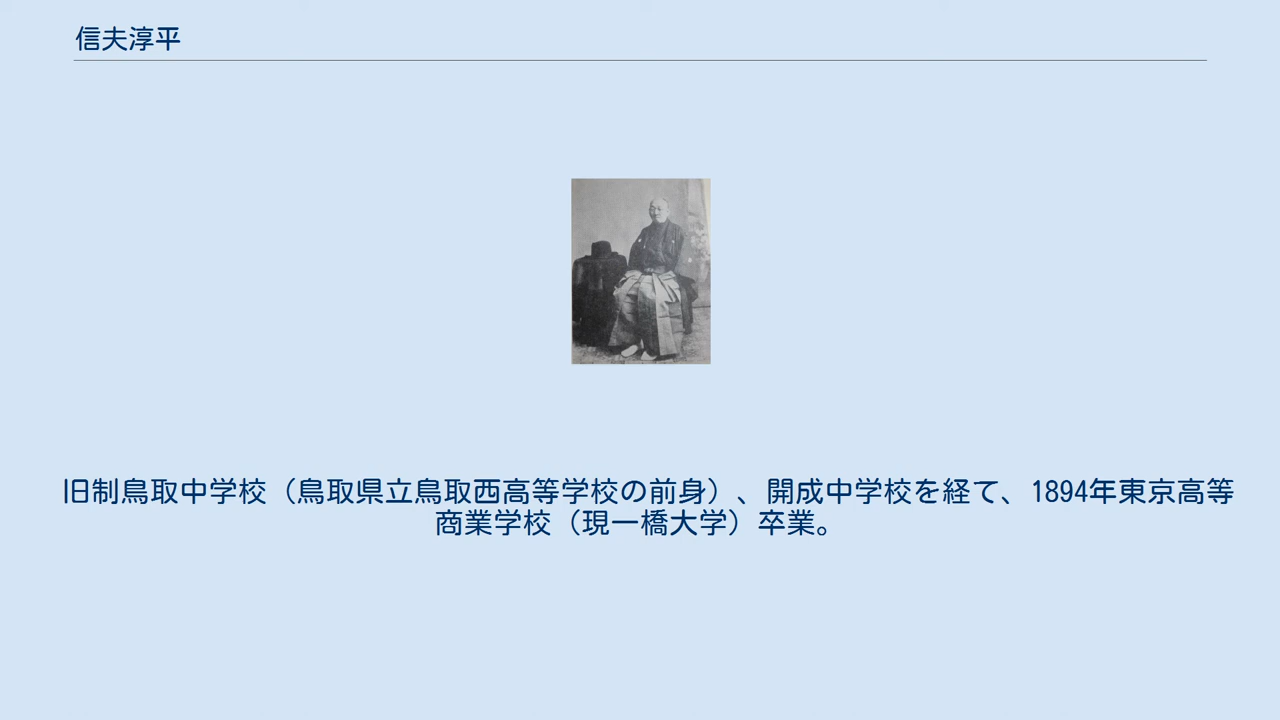 信夫淳平
旧制鳥取中学校（鳥取県立鳥取西高等学校の前身）、開成中学校を経て、1894年東京高等
商業学校（現一橋大学）卒業。